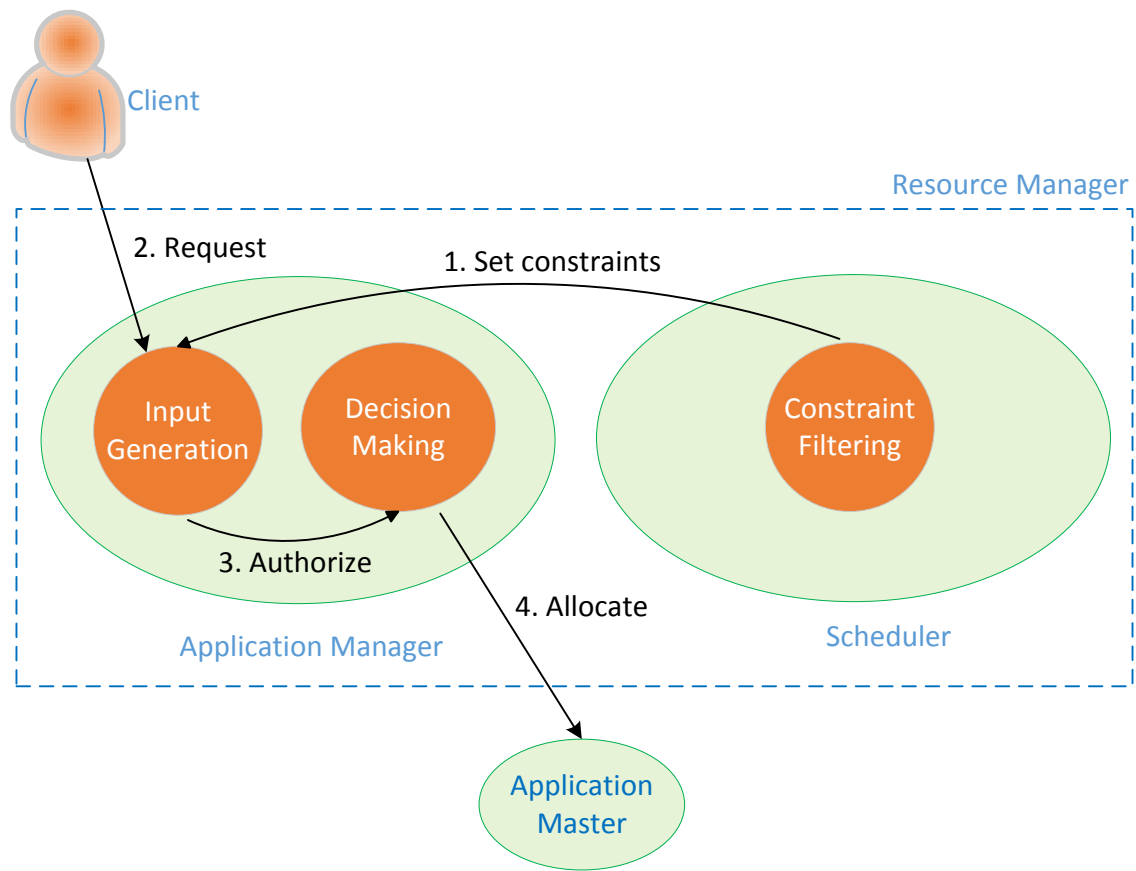 Client
Resource Manager
2. Request
1. Set constraints
Input
Generation
Decision
Making
Constraint
Filtering
3. Authorize
4. Allocate
Application Manager
Scheduler
Application
Master